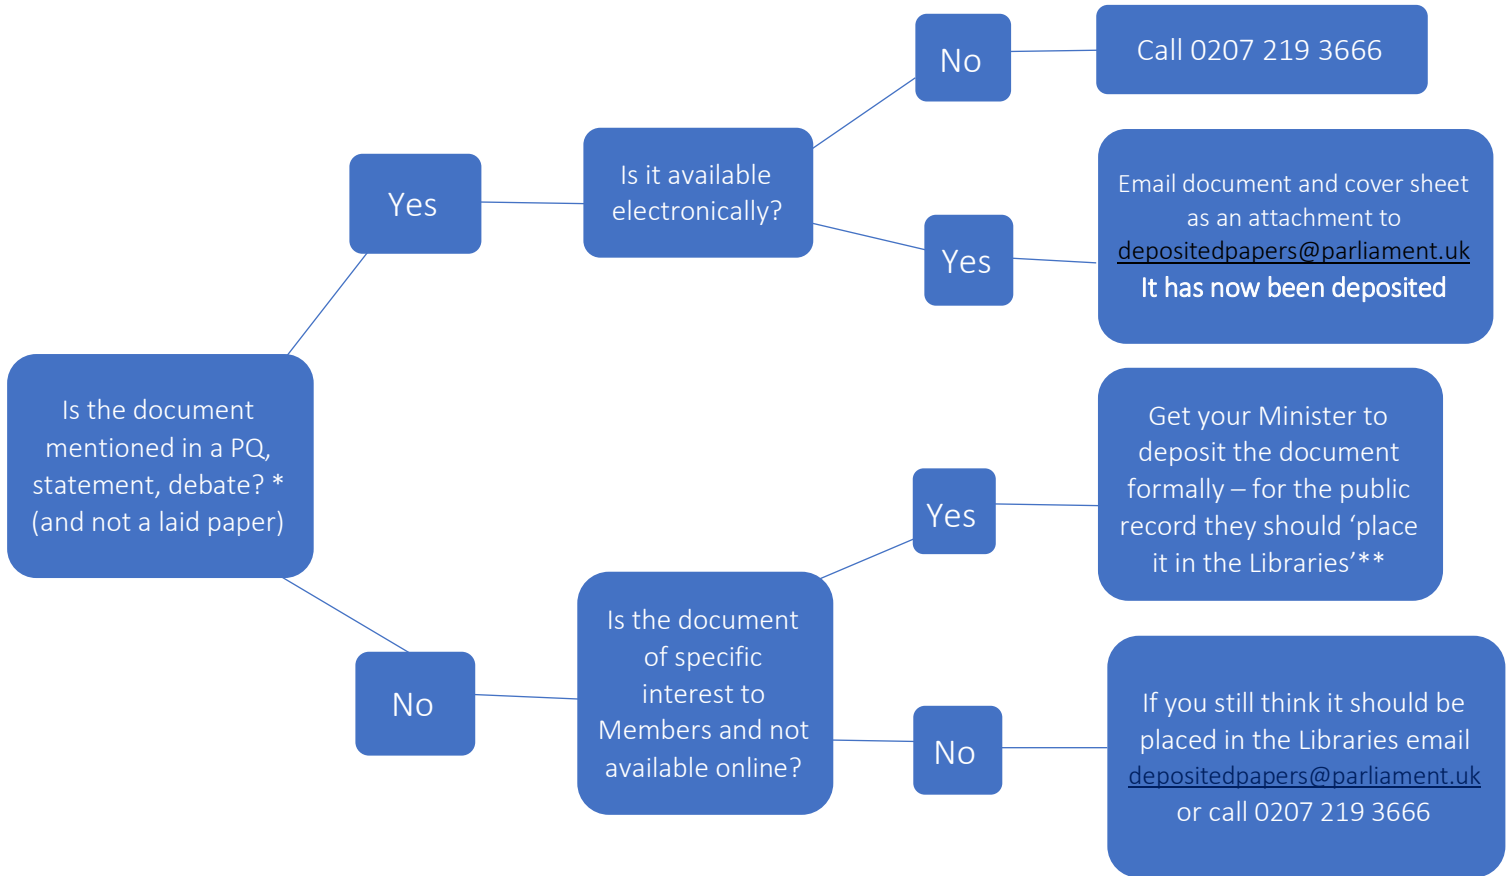 No
Call 0207 219 3666
Yes
Is it available
electronically?
Email document and cover sheet
as an attachment to
depositedpapers@parliament.uk
It has now been deposited
Yes
Is the document
mentioned in a PQ,
statement, debate? *
(and not a laid paper)
Get your Minister to
deposit the document
formally – for the public
record they should ‘place
it in the Libraries’**
Yes
Is the document
of specific
interest to
Members and not
available online?
No
No
If you still think it should be
placed in the Libraries email
depositedpapers@parliament.uk
or call 0207 219 3666